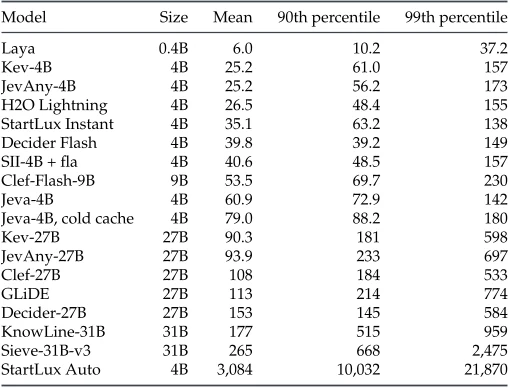 Model Size Mean 90th percentile 99th percentile
Laya 0.4B 6.0 10.2 37.2
Kev-4B 4B 25.2 61.0 157
JevAny-4B 4B 25.2 56.2 173
H2O Lightning 4B 26.5 48.4 155
StartLux Instant 4B 35.1 63.2 138
Decider Flash 4B 39.8 39.2 149
SII-4B + fla 4B 40.6 48.5 157
Clef-Flash-9B 9B 53.5 69.7 230
Jeva-4B 4B 60.9 72.9 142
Jeva-4B, cold cache 4B 79.0 88.2 180
Kev-27B 27B 90.3 181 598
JevAny-27B 27B 93.9 233 697
Clef-27B 27B 108 184 533
GLiDE 27B 113 214 774
Decider-27B 27B 153 145 584
KnowLine-31B 31B 177 515 959
Sieve-31B-v3 31B 265 668 2,475
StartLux Auto 4B 3,084 10,032 21,870